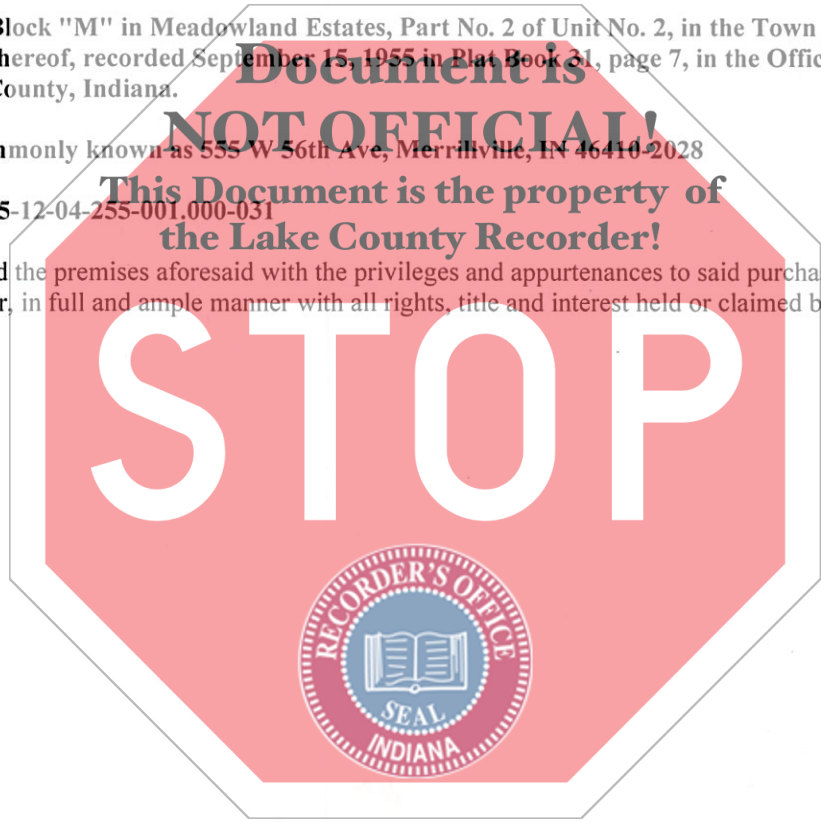 Block "M" in Meadowland Estates, Part No. 2 of Unit No. 2, in the Town
hereof, recorded September 15, 1955 in Plat Book 31, page 7, in the Offic
County, Indiana.
Document is
NOT OFFICIAL!
mmonly known as 555 W 56th Ave, Merrillville, IN 46410-2028
This Document is the property of
5-12-04-255-001.000-031
the Lake County Recorder!
d the premises aforesaid with the privileges and appurtenances to said purcha
r, in full and ample manner with all rights, title and interest held or claimed b
STOP
RECORDER'S OFFICE
SEAL
INDIANA